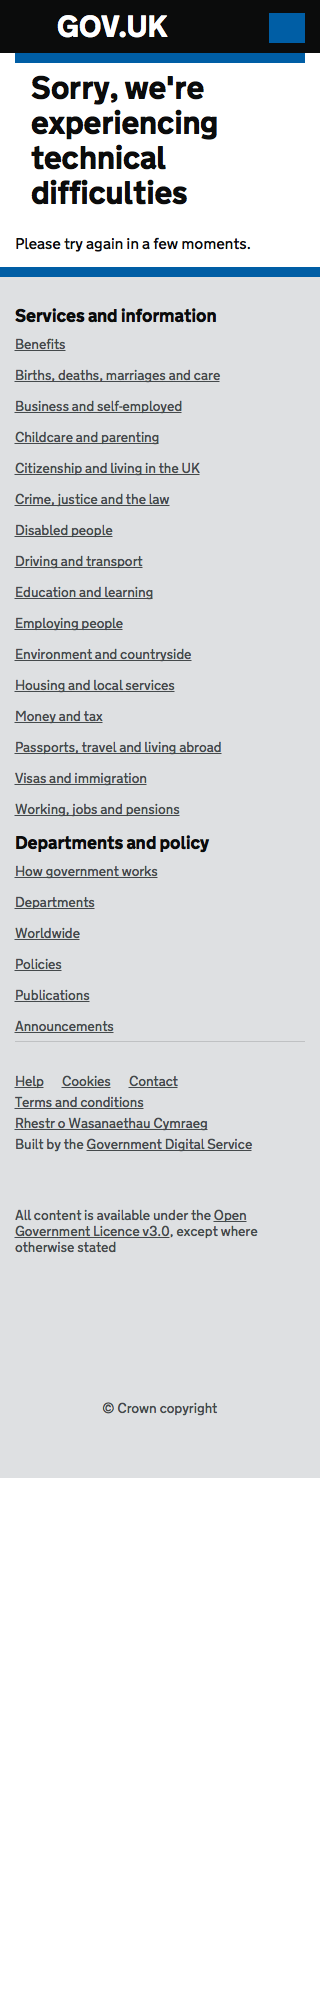 GOV.UK
Sorry, we're
experiencing
technical
difficulties
Please try again in a few moments.
Services and information
Benefits
Births, deaths, marriages and care
Business and self-employed
Childcare and parenting
Citizenship and living in the UK
Crime, justice and the law
Disabled people
Driving and transport
Education and learning
Employing people
Environment and countryside
Housing and local services
Money and tax
Passports, travel and living abroad
Visas and immigration
Working, jobs and pensions
Departments and policy
How government works
Departments
Worldwide
Policies
Publications
Announcements
Help Cookies Contact
Terms and conditions
Rhestr o Wasanaethau Cymraeg
Built by the Government Digital Service
All content is available under the Open
Government Licence v3.0, except where
otherwise stated
© Crown copyright